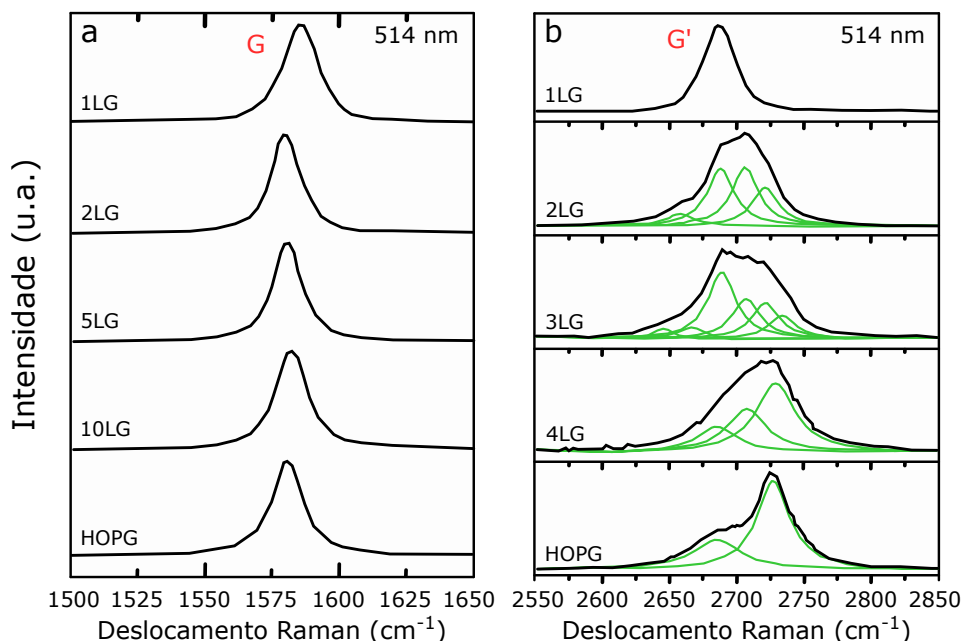 Intensidade (u.a.)
a
G
514 nm
1LG
2LG
5LG
10LG
HOPG
1500 1525 1550 1575 1600 1625 1650
Deslocamento Raman (cm-1)
b
G'
514 nm
1LG
2LG
3LG
4LG
HOPG
2550 2600 2650 2700 2750 2800 2850
Deslocamento Raman (cm-1)